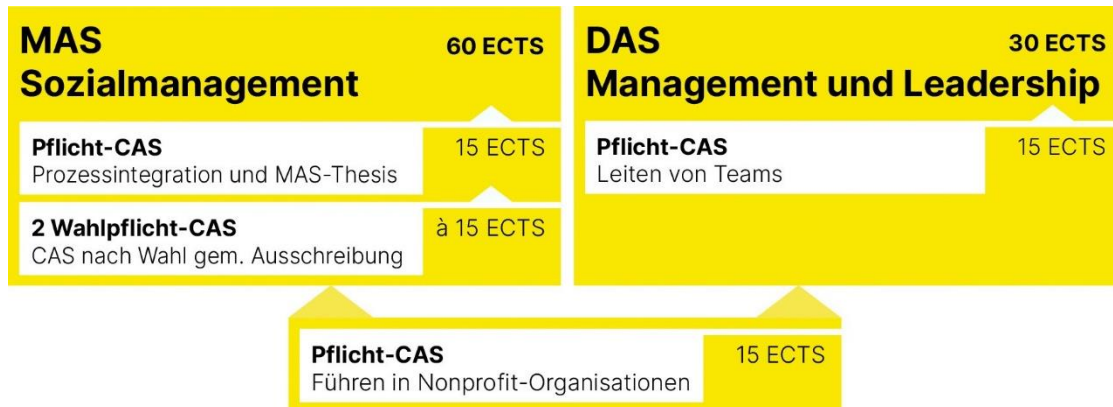 MAS 60 ECTS
Sozialmanagement
Pflicht-CAS 15 ECTS
Prozessintegration und MAS-Thesis
2 Wahlpflicht-CAS à 15 ECTS
CAS nach Wahl gem. Ausschreibung
DAS 30 ECTS
Management und Leadership
Pflicht-CAS 15 ECTS
Leiten von Teams
Pflicht-CAS 15 ECTS
Führen in Nonprofit-Organisationen